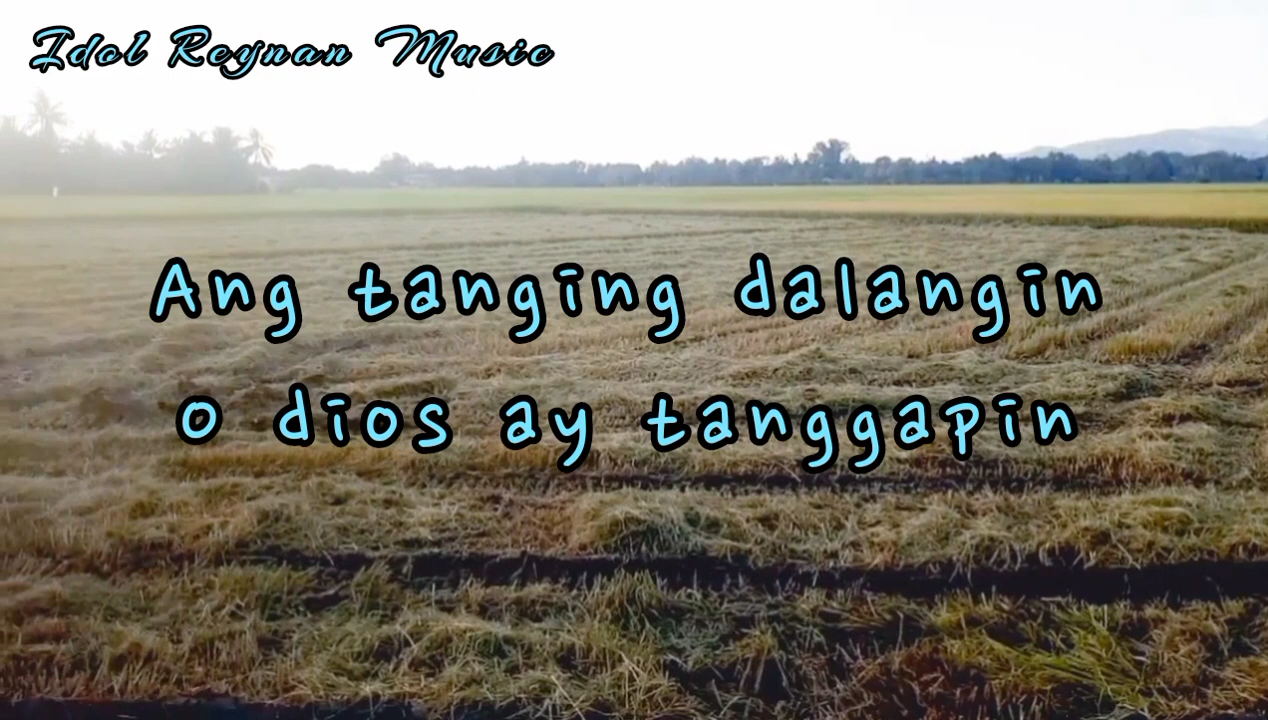 Idol Reynan Music
Ang tanging dalangin
o dios ay tanggapin